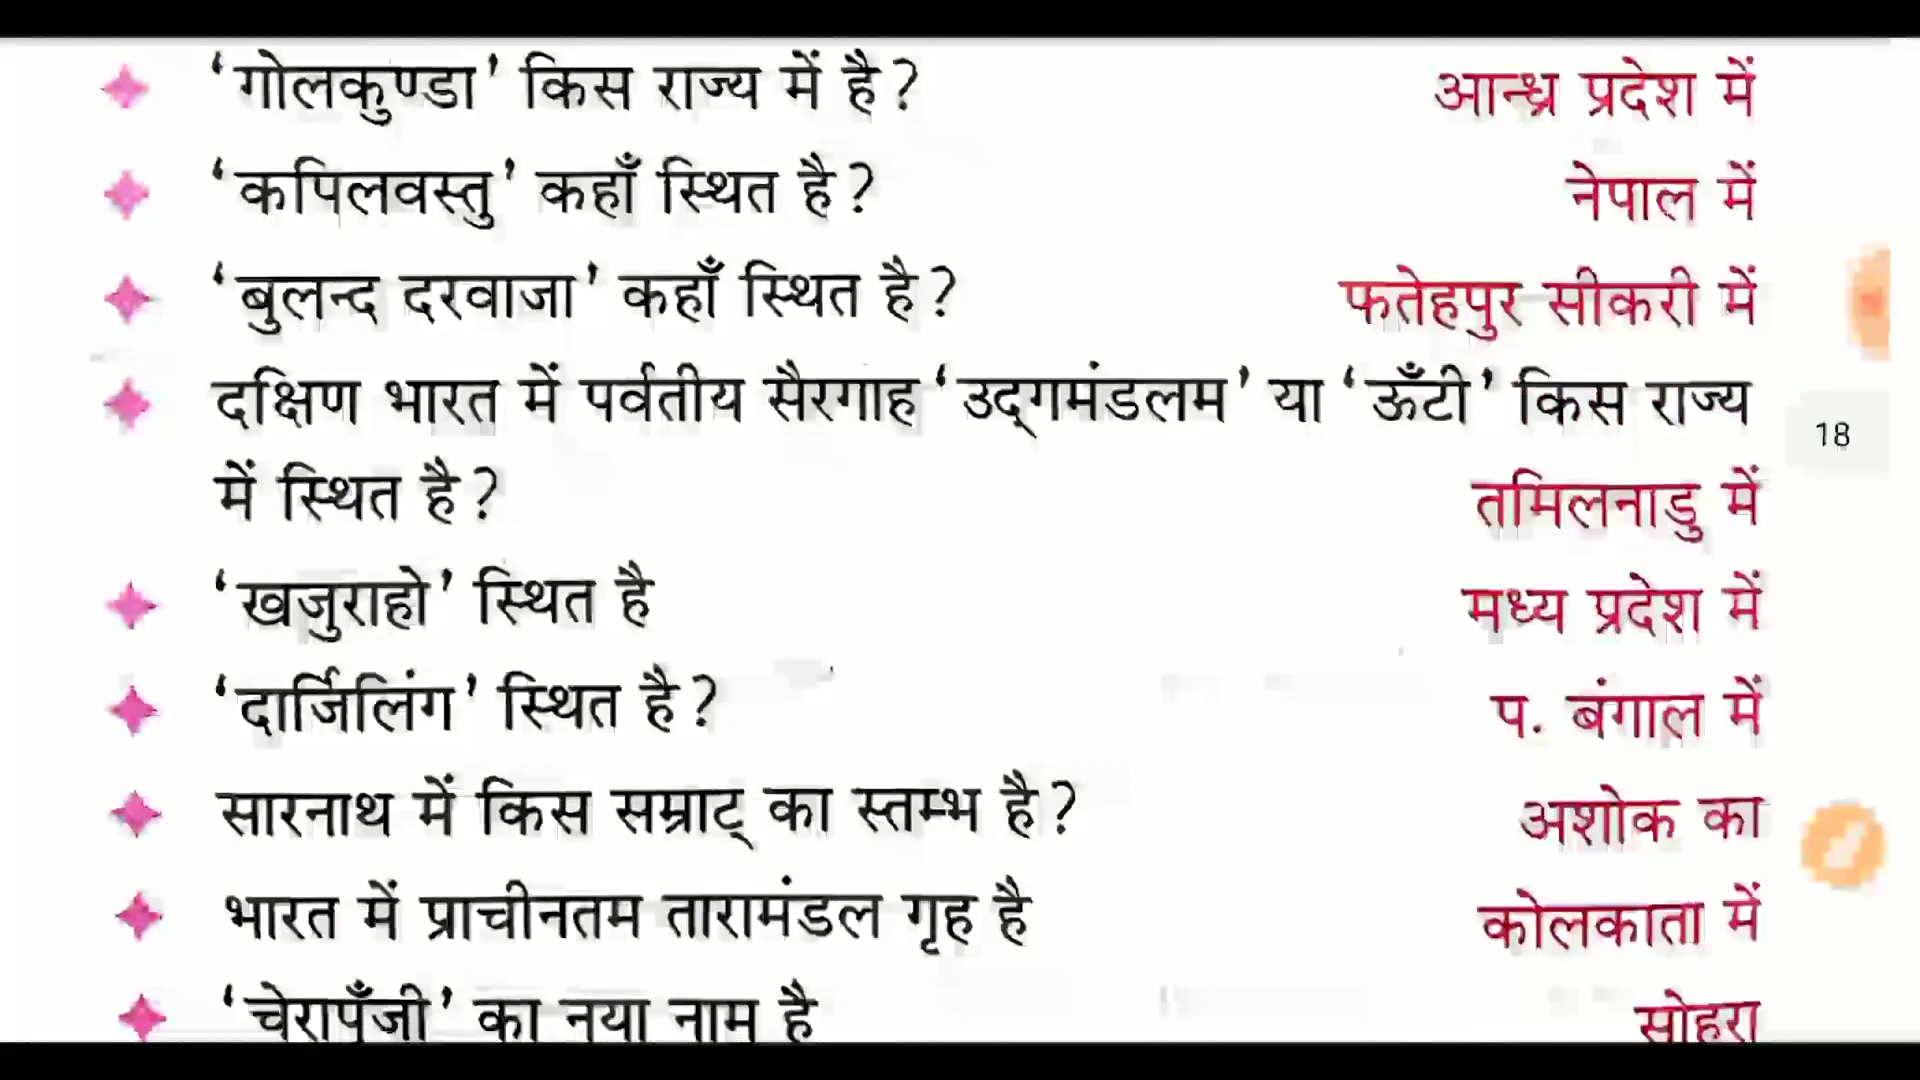 ‘गोलकुण्डा’ किस राज्य में है? आन्ध्र प्रदेश में
‘कपिलवस्तु’ कहाँ स्थित है? नेपाल में
‘बुलन्द दरवाजा’ कहाँ स्थित है? फतेहपुर सीकरी में
दक्षिण भारत में पर्वतीय सैरगाह ‘उद्गमंडलम’ या ‘ऊँटी’ किस राज्य
18
में स्थित है? तमिलनाडु में
‘खजुराहो’ स्थित है मध्य प्रदेश में
‘दार्जिलिंग’ स्थित है? प. बंगाल में
सारनाथ में किस सम्राट् का स्तम्भ है? अशोक का
भारत में प्राचीनतम तारामंडल गृह है कोलकाता में
‘चेरापूँजी’ का नया नाम है सोहरा